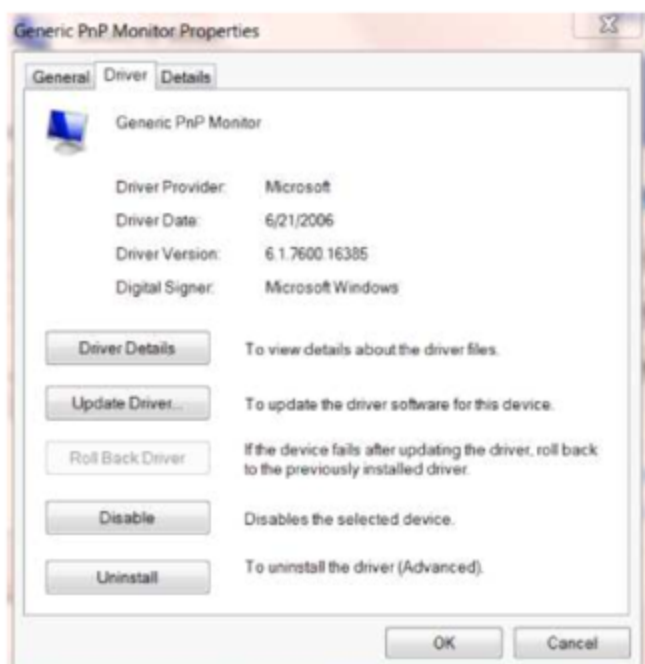 Generic PnP Monitor Properties
General Driver Details
Generic PnP Monitor
Driver Provider: Microsoft
Driver Date: 6/21/2006
Driver Version: 6.1.7600.16385
Digital Signer: Microsoft Windows
Driver Details To view details about the driver files.
Update Driver... To update the driver software for this device.
Roll Back Driver If the device fails after updating the driver, roll back
to the previously installed driver.
Disable Disables the selected device.
Uninstall To uninstall the driver (Advanced).
OK Cancel